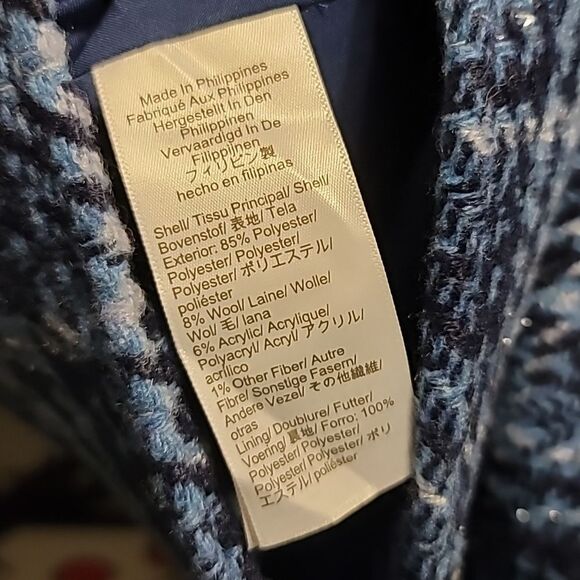 Made In Philippines
Fabriqué Aux Philippines
Hergestellt In Den
Philippinen
Vervaardigd In De
Filippijnen
フィリピン製
hecho en filipinas
Shell/ Tissu Principal/ Shell/
Bovenstof/ 表地/ Tela
Exterior: 85% Polyester/
Polyester/ Polyester/
Polyester/ ポリエステル/
poliéster
8% Wool/ Laine/ Wolle/
Wol/ 毛/ lana
6% Acrylic/ Acrylique/
Polyacryl/ Acryl/ アクリル/
acrílico
1% Other Fiber/ Autre
Fibre/ Sonstige Fasern/
Andere Vezel/ その他繊維/
otras
Lining/ Doublure/ Futter/
Voering/ 裏地/ Forro: 100%
Polyester/ Polyester/
Polyester/ Polyester/ ポリ
エステル/ poliéster